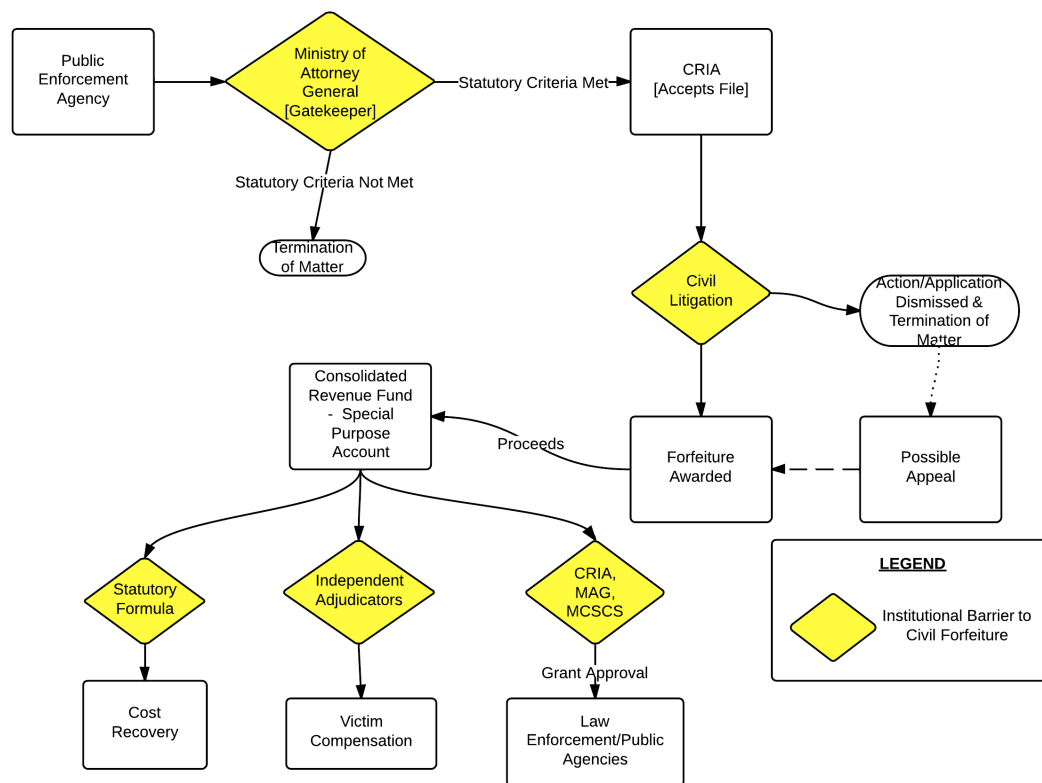 Public
Enforcement
Agency
Ministry of
Attorney
General
[Gatekeeper]
Statutory Criteria Met
CRIA
[Accepts File]
Statutory Criteria Not Met
Termination
of Matter
Civil
Litigation
Action/Application
Dismissed &
Termination of
Matter
Consolidated
Revenue Fund
- Special
Purpose
Account
Proceeds
Forfeiture
Awarded
Possible
Appeal
Statutory
Formula
Independent
Adjudicators
CRIA,
MAG,
MCSCS
LEGEND
Institutional Barrier to
Civil Forfeiture
Grant Approval
Cost
Recovery
Victim
Compensation
Law
Enforcement/Public
Agencies